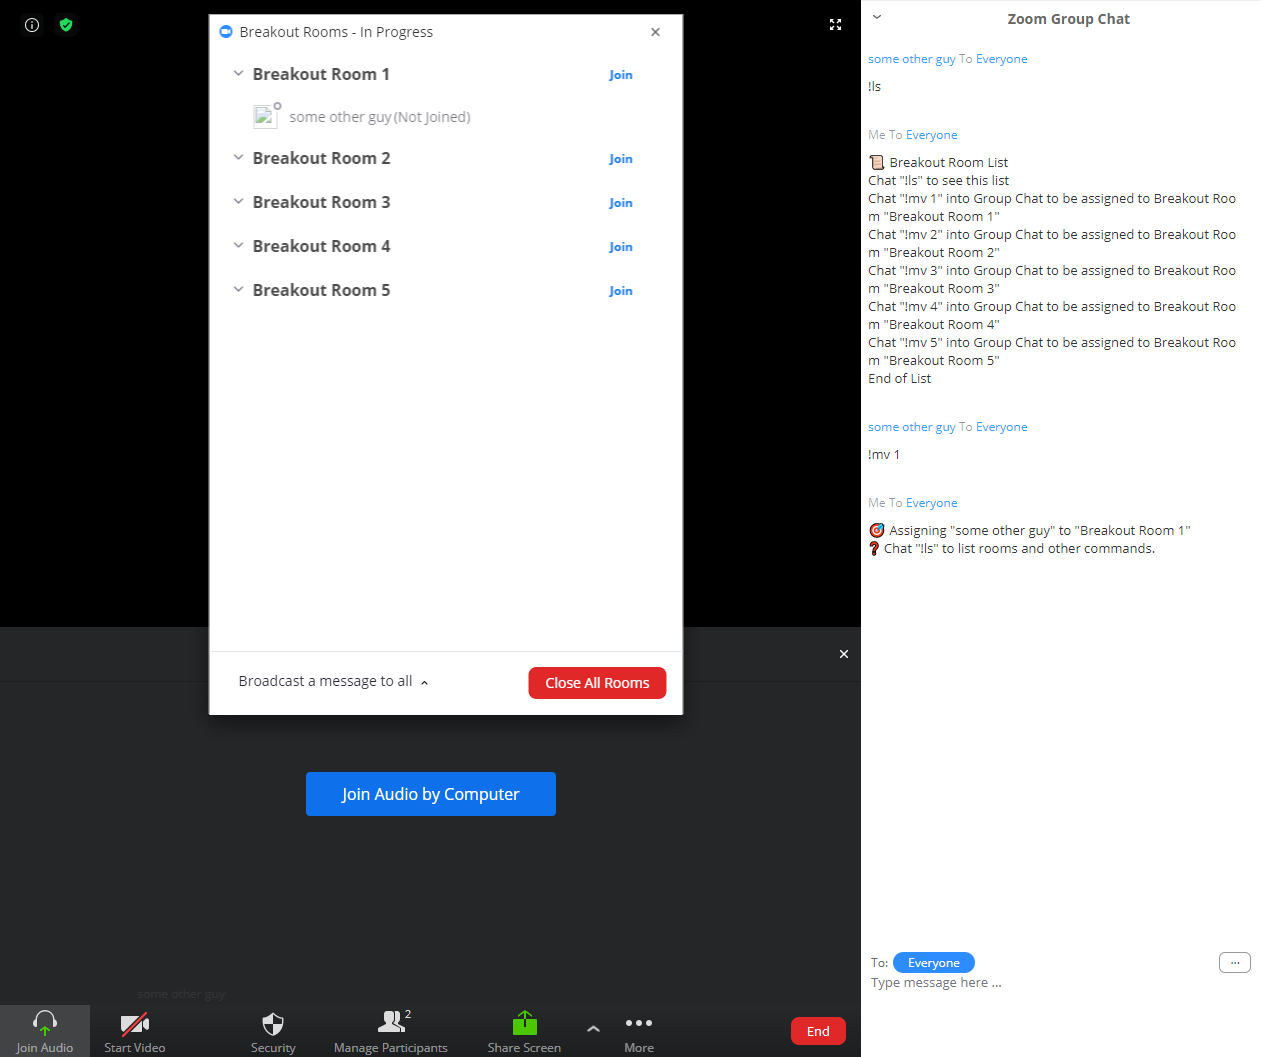 Breakout Rooms - In Progress
Breakout Room 1
Join
some other guy (Not Joined)
Breakout Room 2
Join
Breakout Room 3
Join
Breakout Room 4
Join
Breakout Room 5
Join
Broadcast a message to all
Close All Rooms
Join Audio by Computer
some other guy
Join Audio
Start Video
Security
Manage Participants
2
Share Screen
More
End
Zoom Group Chat
some other guy To Everyone
!ls
Me To Everyone
📜 Breakout Room List
Chat "!ls" to see this list
Chat "!mv 1" into Group Chat to be assigned to Breakout Roo
m "Breakout Room 1"
Chat "!mv 2" into Group Chat to be assigned to Breakout Roo
m "Breakout Room 2"
Chat "!mv 3" into Group Chat to be assigned to Breakout Roo
m "Breakout Room 3"
Chat "!mv 4" into Group Chat to be assigned to Breakout Roo
m "Breakout Room 4"
Chat "!mv 5" into Group Chat to be assigned to Breakout Roo
m "Breakout Room 5"
End of List
some other guy To Everyone
!mv 1
Me To Everyone
🎯 Assigning "some other guy" to "Breakout Room 1"
❓ Chat "!ls" to list rooms and other commands.
To: Everyone
...
Type message here ...